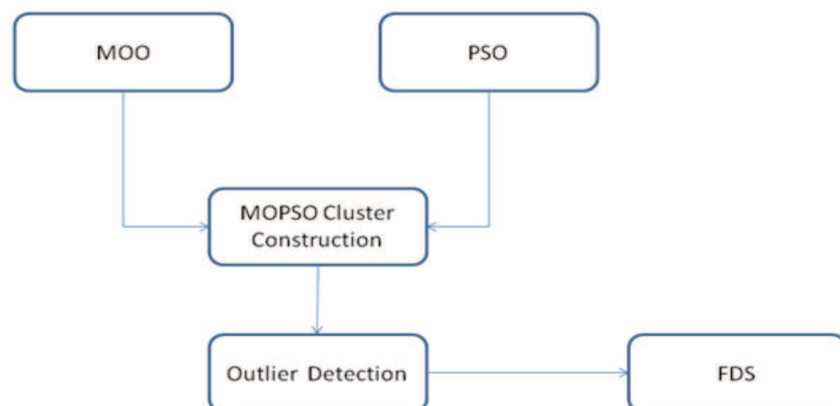 MOO
PSO
MOPSO Cluster
Construction
Outlier Detection
FDS